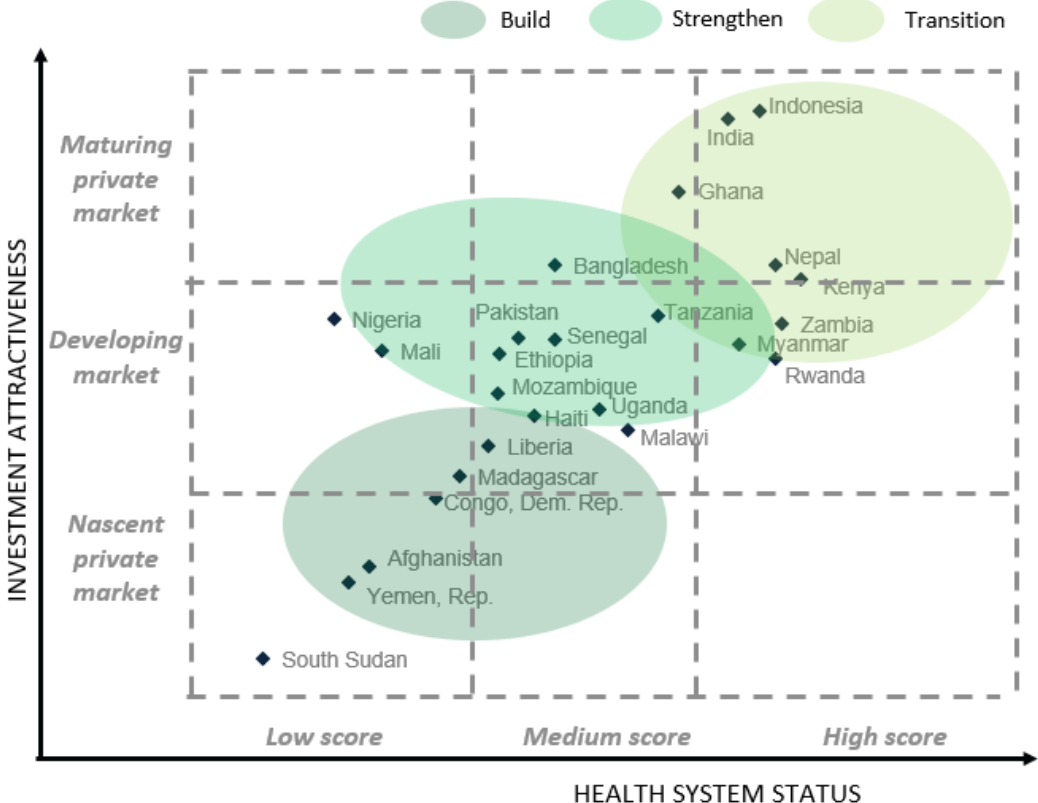 Build
Strengthen
Transition
INVESTMENT ATTRACTIVENESS
Maturing
private
market
Developing
market
Nascent
private
market
Indonesia
India
Ghana
Nepal
Bangladesh
Kenya
Pakistan
Tanzania
Nigeria
Zambia
Senegal
Myanmar
Mali
Ethiopia
Rwanda
Mozambique
Uganda
Haiti
Malawi
Liberia
Madagascar
Congo, Dem. Rep.
Afghanistan
Yemen, Rep.
South Sudan
Low score
Medium score
High score
HEALTH SYSTEM STATUS